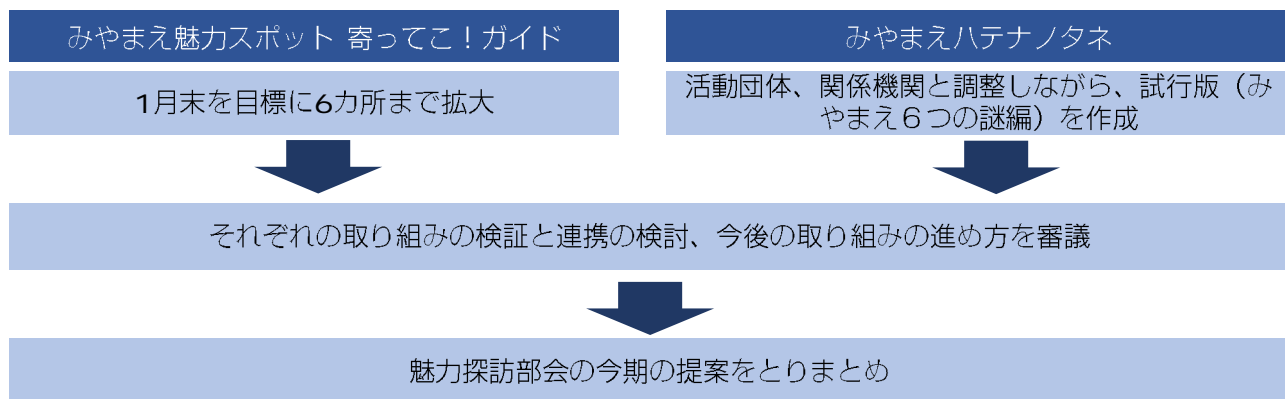 みやまえ魅力スポット 寄ってこ！ガイド
1月末を目標に6カ所まで拡大
みやまえハテナノタネ
活動団体、関係機関と調整しながら、試行版（み
やまえ６つの謎編）を作成
それぞれの取り組みの検証と連携の検討、今後の取り組みの進め方を審議
魅力探訪部会の今期の提案をとりまとめ